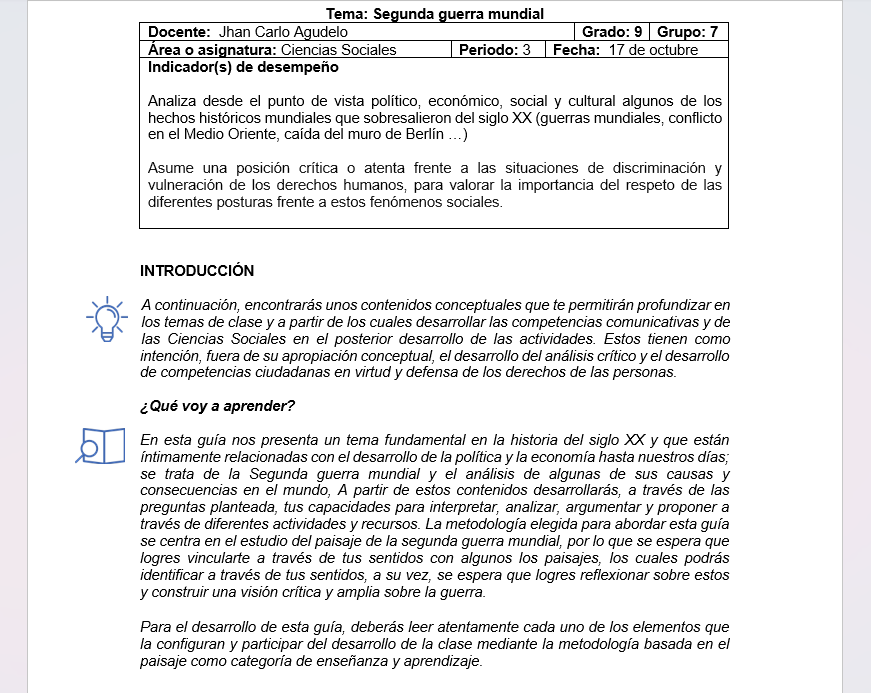 Tema: Segunda guerra mundial
Docente: Jhan Carlo Agudelo Grado: 9 Grupo: 7
Área o asignatura: Ciencias Sociales Periodo: 3 Fecha: 17 de octubre
Indicador(s) de desempeño
Analiza desde el punto de vista político, económico, social y cultural algunos de los
hechos históricos mundiales que sobresalieron del siglo XX (guerras mundiales, conflicto
en el Medio Oriente, caída del muro de Berlín …)
Asume una posición crítica o atenta frente a las situaciones de discriminación y
vulneración de los derechos humanos, para valorar la importancia del respeto de las
diferentes posturas frente a estos fenómenos sociales.
INTRODUCCIÓN
A continuación, encontrarás unos contenidos conceptuales que te permitirán profundizar en
los temas de clase y a partir de los cuales desarrollar las competencias comunicativas y de
las Ciencias Sociales en el posterior desarrollo de las actividades. Estos tienen como
intención, fuera de su apropiación conceptual, el desarrollo del análisis crítico y el desarrollo
de competencias ciudadanas en virtud y defensa de los derechos de las personas.
¿Qué voy a aprender?
En esta guía nos presenta un tema fundamental en la historia del siglo XX y que están
íntimamente relacionadas con el desarrollo de la política y la economía hasta nuestros días;
se trata de la Segunda guerra mundial y el análisis de algunas de sus causas y
consecuencias en el mundo, A partir de estos contenidos desarrollarás, a través de las
preguntas planteada, tus capacidades para interpretar, analizar, argumentar y proponer a
través de diferentes actividades y recursos. La metodología elegida para abordar esta guía
se centra en el estudio del paisaje de la segunda guerra mundial, por lo que se espera que
logres vincularte a través de tus sentidos con algunos los paisajes, los cuales podrás
identificar a través de tus sentidos, a su vez, se espera que logres reflexionar sobre estos
y construir una visión crítica y amplia sobre la guerra.
Para el desarrollo de esta guía, deberás leer atentamente cada uno de los elementos que
la configuran y participar del desarrollo de la clase mediante la metodología basada en el
paisaje como categoría de enseñanza y aprendizaje.